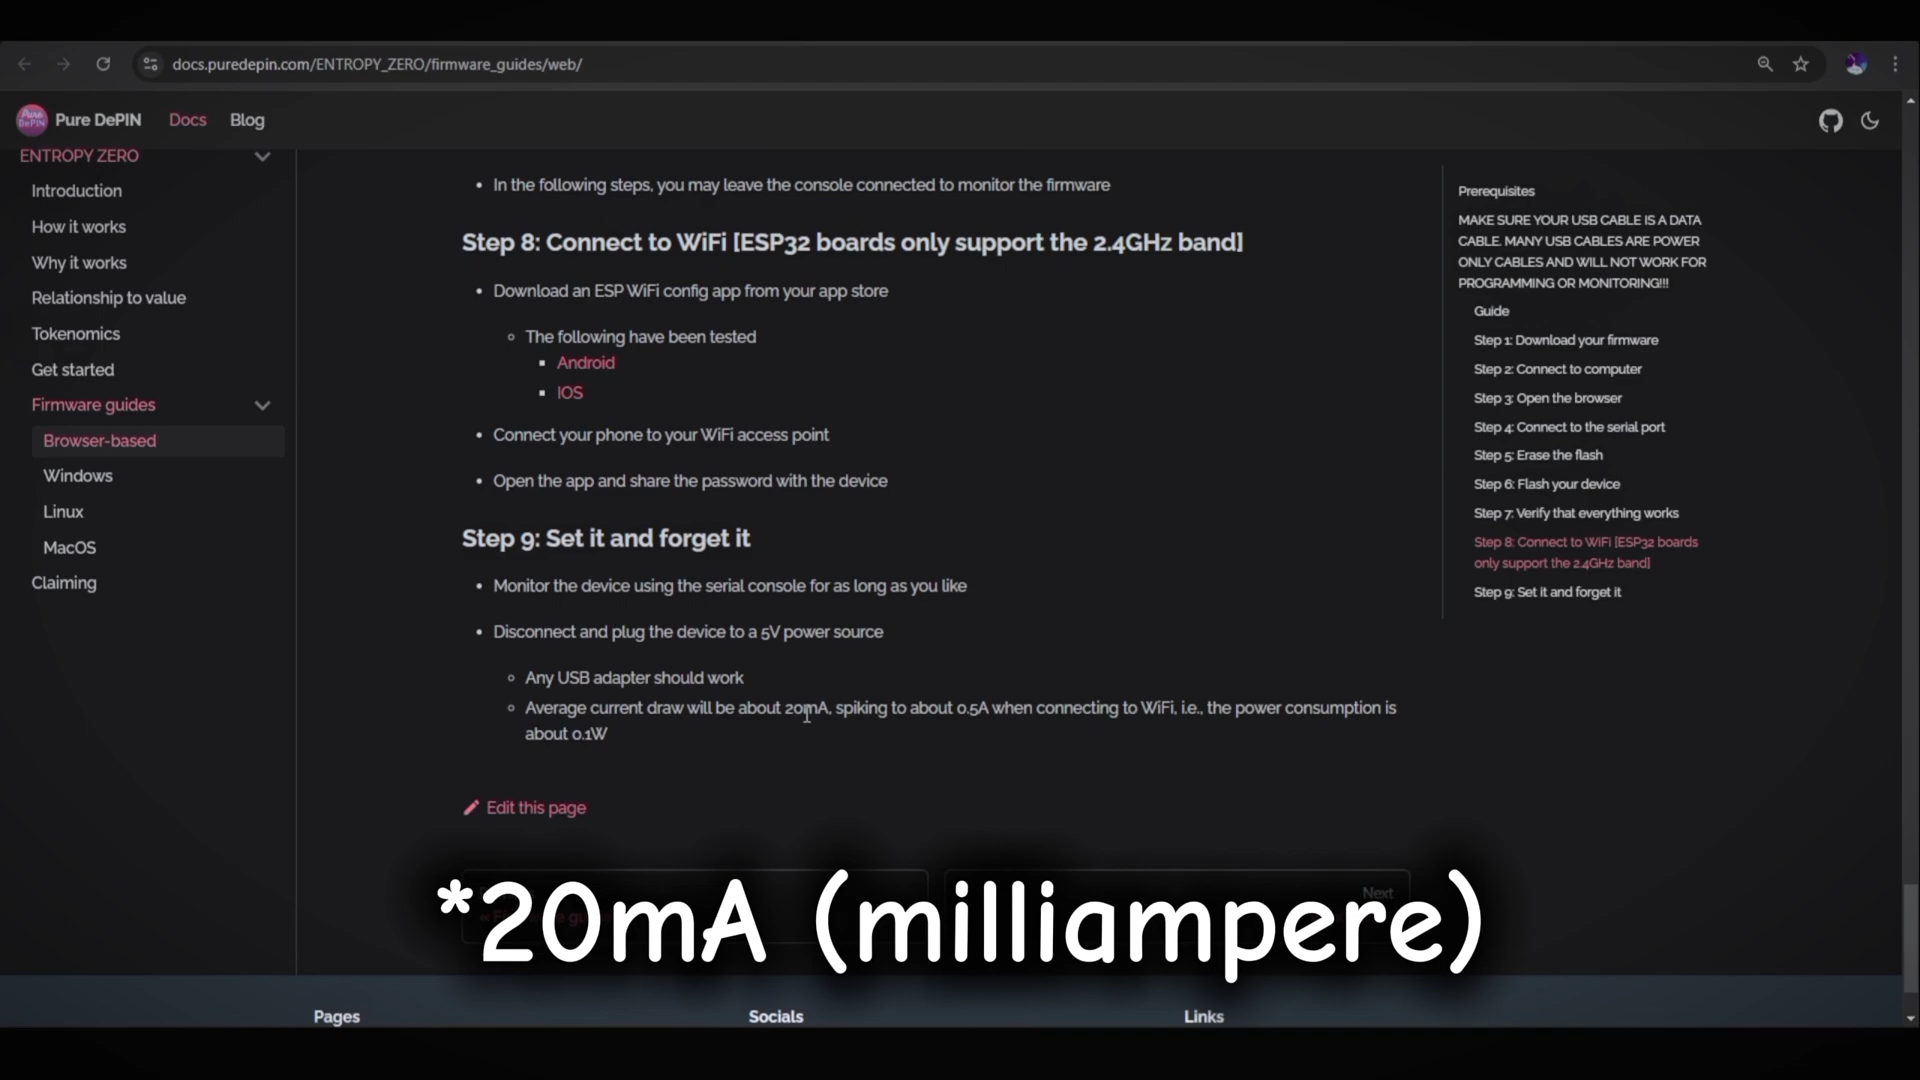 docs.puredepin.com/ENTROPY_ZERO/firmware_guides/web/
Pure DePIN
Pure DePIN
Docs
Blog
ENTROPY ZERO
Introduction
How it works
Why it works
Relationship to value
Tokenomics
Get started
Firmware guides
Browser-based
Windows
Linux
MacOS
Claiming
In the following steps, you may leave the console connected to monitor the firmware
Step 8: Connect to WiFi [ESP32 boards only support the 2.4GHz band]
Download an ESP WiFi config app from your app store
The following have been tested
Android
IOS
Connect your phone to your WiFi access point
Open the app and share the password with the device
Step 9: Set it and forget it
Monitor the device using the serial console for as long as you like
Disconnect and plug the device to a 5V power source
Any USB adapter should work
Average current draw will be about 20mA, spiking to about 0.5A when connecting to WiFi, i.e., the power consumption is
about 0.1W
Edit this page
Next
*20mA (milliampere)
Prerequisites
MAKE SURE YOUR USB CABLE IS A DATA
CABLE. MANY USB CABLES ARE POWER
ONLY CABLES AND WILL NOT WORK FOR
PROGRAMMING OR MONITORING!!!
Guide
Step 1: Download your firmware
Step 2: Connect to computer
Step 3: Open the browser
Step 4: Connect to the serial port
Step 5: Erase the flash
Step 6: Flash your device
Step 7: Verify that everything works
Step 8: Connect to WiFi [ESP32 boards
only support the 2.4GHz band]
Step 9: Set it and forget it
Pages
Socials
Links